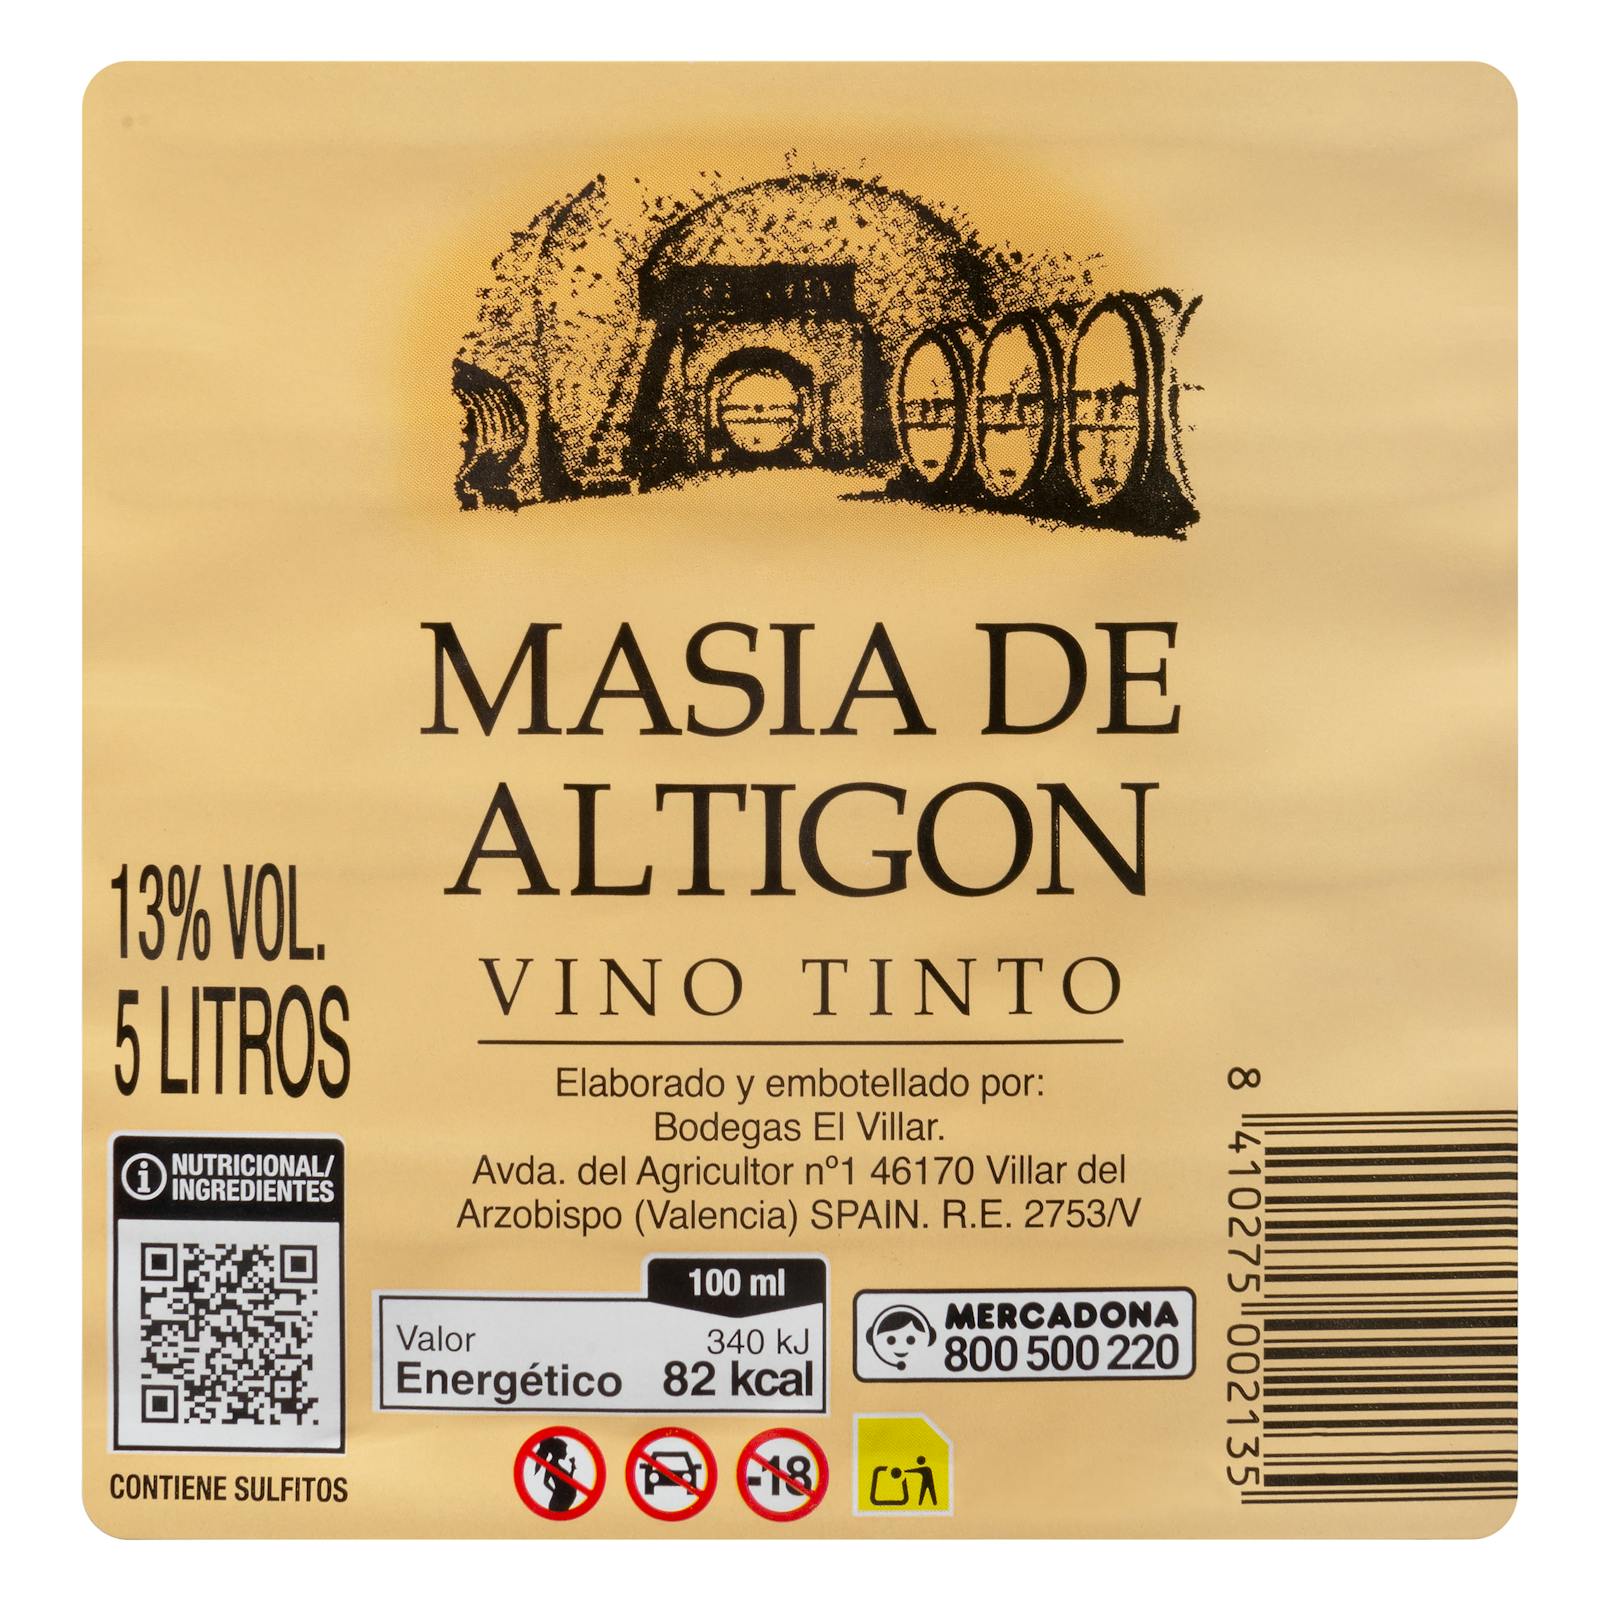 MASIA DE
ALTIGON
VINO TINTO
13% VOL.
5 LITROS
Elaborado y embotellado por:
Bodegas El Villar.
Avda. del Agricultor nº1 46170 Villar del
Arzobispo (Valencia) SPAIN. R.E. 2753/V
i NUTRICIONAL/
INGREDIENTES
CONTIENE SULFITOS
100 ml
Valor 340 kJ
Energético 82 kcal
MERCADONA
800 500 220
-18
8 410275 002135